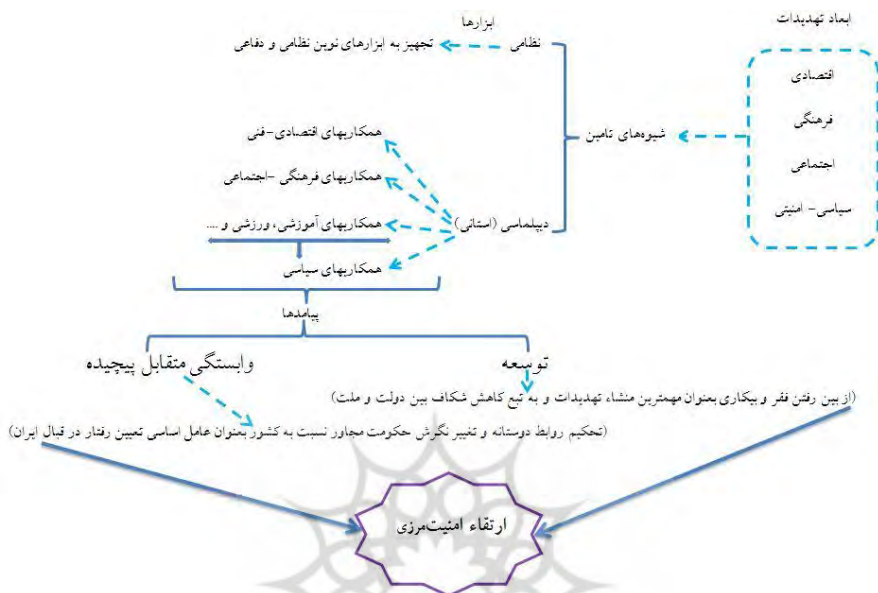 ابعاد تهدیدات
اقتصادی
فرهنگی
اجتماعی
سیاسی- امنیتی
شیوه‌های تامین
ابزارها
نظامی
تجهیز به ابزارهای نوین نظامی و دفاعی
دیپلماسی (استانی)
همکاریهای اقتصادی-فنی
همکاریهای فرهنگی -اجتماعی
همکاریهای آموزشی، ورزشی و ....
همکاریهای سیاسی
پیامدها
توسعه
وابستگی متقابل پیچیده
(از بین رفتن فقر و بیکاری بعنوان مهمترین منشاء تهدیدات و به تبع کاهش شکاف بین دولت و ملت)
(تحکیم روابط دوستانه و تغییر نگرش حکومت مجاور نسبت به کشور بعنوان عامل اساسی تعیین رفتار در قبال ایران)
ارتقاء امنیت‌مرزی